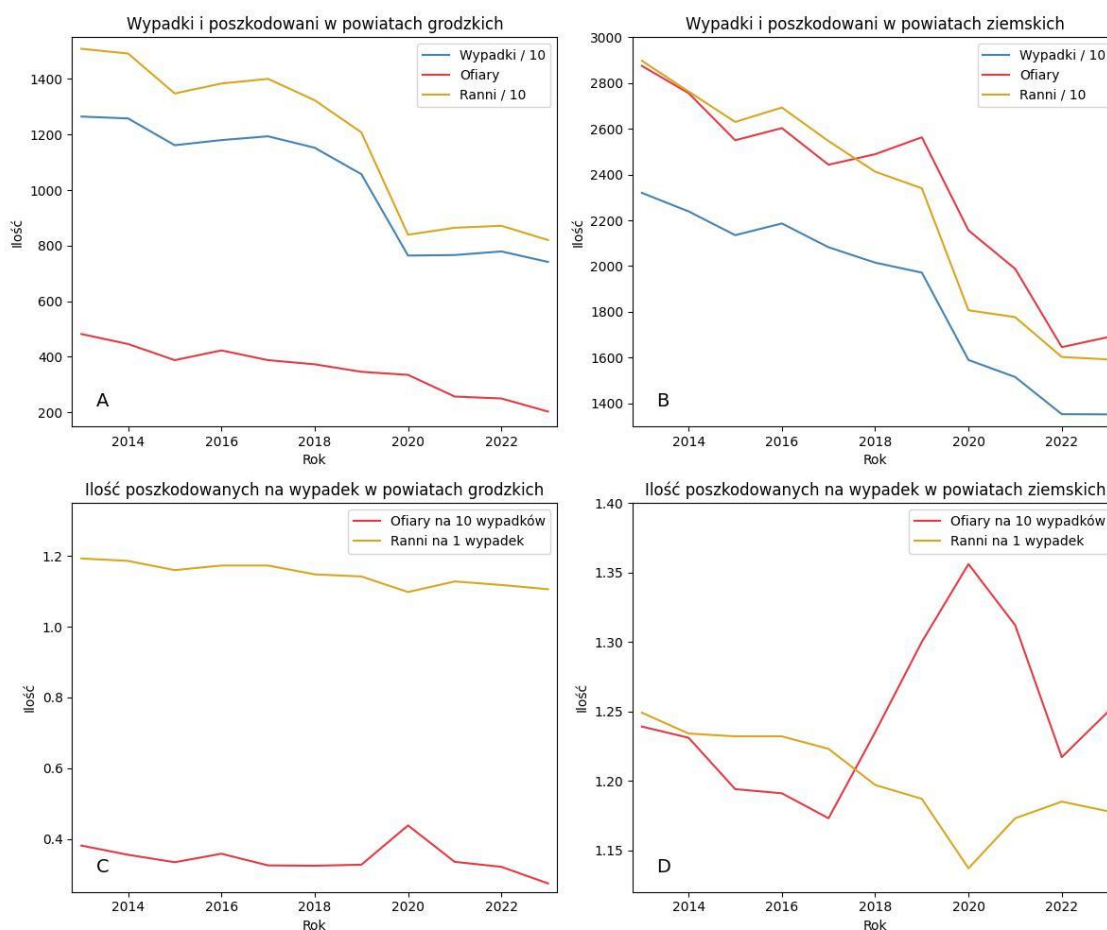 Wypadki i poszkodowani w powiatach grodzkich
Ilość
1400
1200
1000
800
600
400
200
Wypadki / 10
Ofiary
Ranni / 10
A
2014 2016 2018 2020 2022
Rok
Wypadki i poszkodowani w powiatach ziemskich
Ilość
3000
2800
2600
2400
2200
2000
1800
1600
1400
Wypadki / 10
Ofiary
Ranni / 10
B
2014 2016 2018 2020 2022
Rok
Ilość poszkodowanych na wypadek w powiatach grodzkich
Ilość
1.2
1.0
0.8
0.6
0.4
Ofiary na 10 wypadków
Ranni na 1 wypadek
C
2014 2016 2018 2020 2022
Rok
Ilość poszkodowanych na wypadek w powiatach ziemskich
Ilość
1.40
1.35
1.30
1.25
1.20
1.15
Ofiary na 10 wypadków
Ranni na 1 wypadek
D
2014 2016 2018 2020 2022
Rok